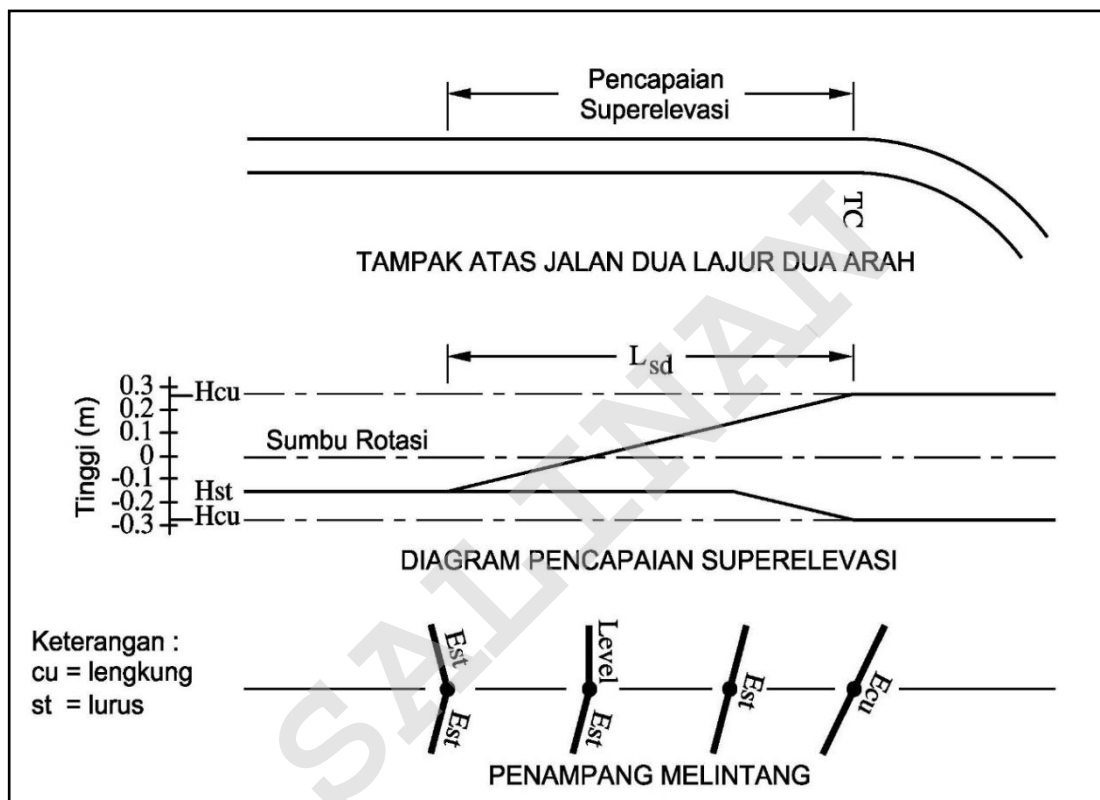 Pencapaian
Superelevasi
TC
TAMPAK ATAS JALAN DUA LAJUR DUA ARAH
Lsd
Tinggi (m)
0.3
0.2
0.1
0
-0.1
-0.2
-0.3
Hcu
Sumbu Rotasi
Hst
Hcu
DIAGRAM PENCAPAIAN SUPERELEVASI
Keterangan :
cu = lengkung
st = lurus
Est
Est
Level
Est
Est
Ecu
PENAMPANG MELINTANG
SALINAN